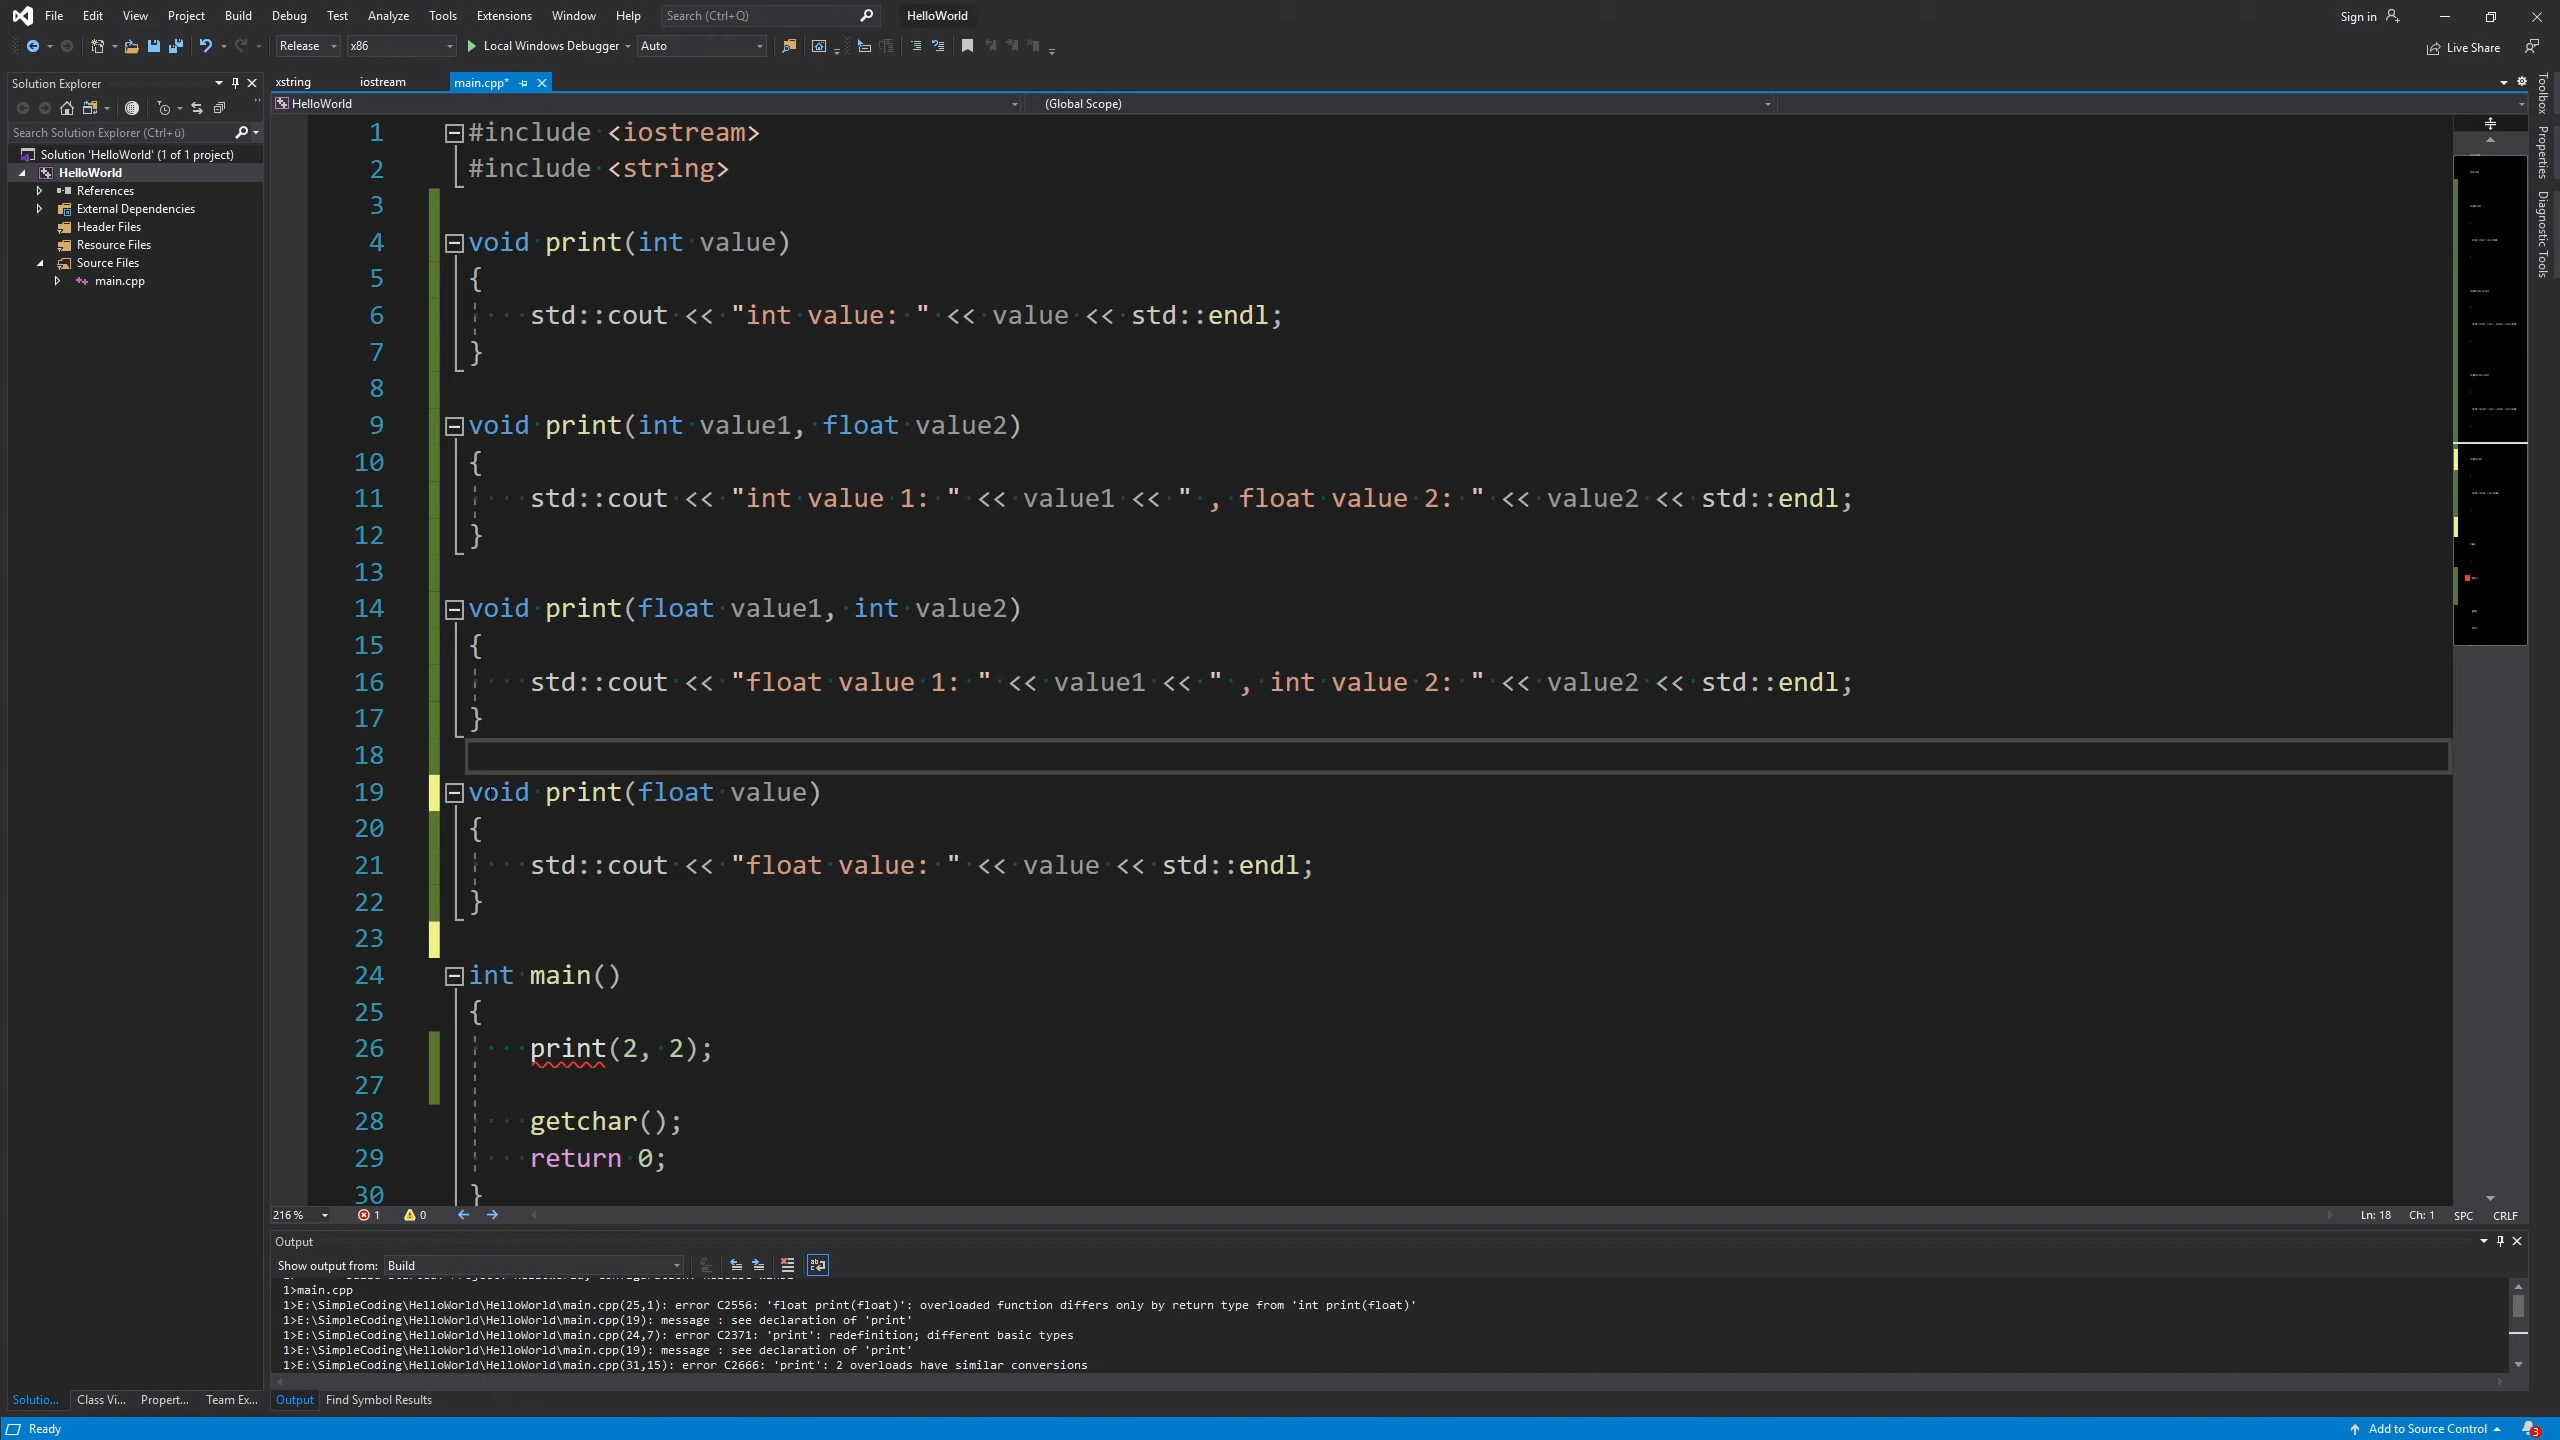 File Edit View Project Build Debug Test Analyze Tools Extensions Window Help Search (Ctrl+Q) HelloWorld Sign in
Release x86 Local Windows Debugger Auto Live Share
Solution Explorer
xstring iostream main.cpp*
HelloWorld (Global Scope)
Search Solution Explorer (Ctrl+ü)
Solution 'HelloWorld' (1 of 1 project)
HelloWorld
References
External Dependencies
Header Files
Resource Files
Source Files
main.cpp
1 #include <iostream>
2 #include <string>
3
4 void print(int value)
5 {
6 std::cout << "int value: " << value << std::endl;
7 }
8
9 void print(int value1, float value2)
10 {
11 std::cout << "int value 1: " << value1 << " , float value 2: " << value2 << std::endl;
12 }
13
14 void print(float value1, int value2)
15 {
16 std::cout << "float value 1: " << value1 << " , int value 2: " << value2 << std::endl;
17 }
18
19 void print(float value)
20 {
21 std::cout << "float value: " << value << std::endl;
22 }
23
24 int main()
25 {
26 print(2, 2);
27
28 getchar();
29 return 0;
30 }
Toolbox
Properties
Diagnostic Tools
216 % 1 0 Ln: 18 Ch: 1 SPC CRLF
Output
Show output from: Build
1>main.cpp
1>E:\SimpleCoding\HelloWorld\HelloWorld\main.cpp(25,1): error C2556: 'float print(float)': overloaded function differs only by return type from 'int print(float)'
1>E:\SimpleCoding\HelloWorld\HelloWorld\main.cpp(19): message : see declaration of 'print'
1>E:\SimpleCoding\HelloWorld\HelloWorld\main.cpp(24,7): error C2371: 'print': redefinition; different basic types
1>E:\SimpleCoding\HelloWorld\HelloWorld\main.cpp(19): message : see declaration of 'print'
1>E:\SimpleCoding\HelloWorld\HelloWorld\main.cpp(31,15): error C2666: 'print': 2 overloads have similar conversions
Solutio... Class Vi... Propert... Team Ex... Output Find Symbol Results
Ready Add to Source Control 3